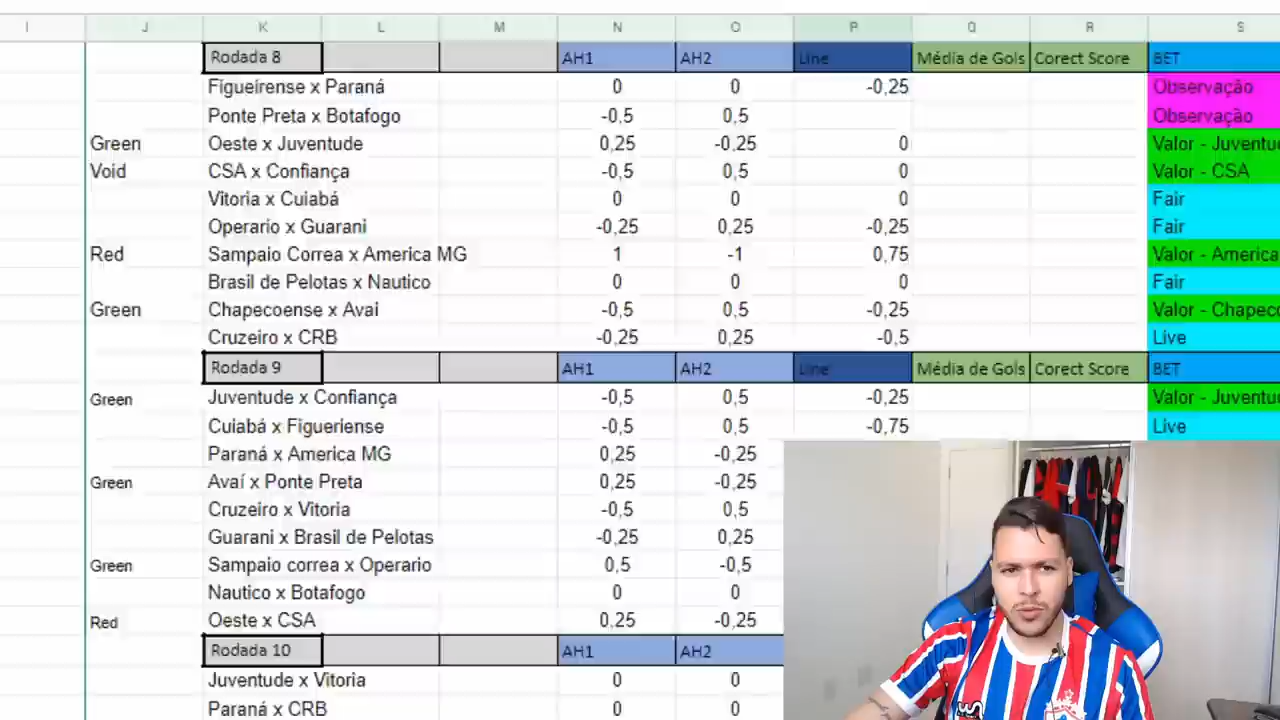 I J K L M N O P Q R S
Rodada 8 AH1 AH2 Line Média de Gols Corect Score BET
Figueirense x Paraná 0 0 -0,25 Observação
Ponte Preta x Botafogo -0,5 0,5 Observação
Green Oeste x Juventude 0,25 -0,25 0 Valor - Juventu
Void CSA x Confiança -0,5 0,5 0 Valor - CSA
Vitoria x Cuiabá 0 0 0 Fair
Operario x Guarani -0,25 0,25 -0,25 Fair
Red Sampaio Correa x America MG 1 -1 0,75 Valor - America
Brasil de Pelotas x Nautico 0 0 0 Fair
Green Chapecoense x Avai -0,5 0,5 -0,25 Valor - Chapeco
Cruzeiro x CRB -0,25 0,25 -0,5 Live
Rodada 9 AH1 AH2 Line Média de Gols Corect Score BET
Green Juventude x Confiança -0,5 0,5 -0,25 Valor - Juventu
Cuiabá x Figueriense -0,5 0,5 -0,75 Live
Paraná x America MG 0,25 -0,25
Green Avaí x Ponte Preta 0,25 -0,25
Cruzeiro x Vitoria -0,5 0,5
Guarani x Brasil de Pelotas -0,25 0,25
Green Sampaio correa x Operario 0,5 -0,5
Nautico x Botafogo 0 0
Red Oeste x CSA 0,25 -0,25
Rodada 10 AH1 AH2
Juventude x Vitoria 0 0
Paraná x CRB 0 0